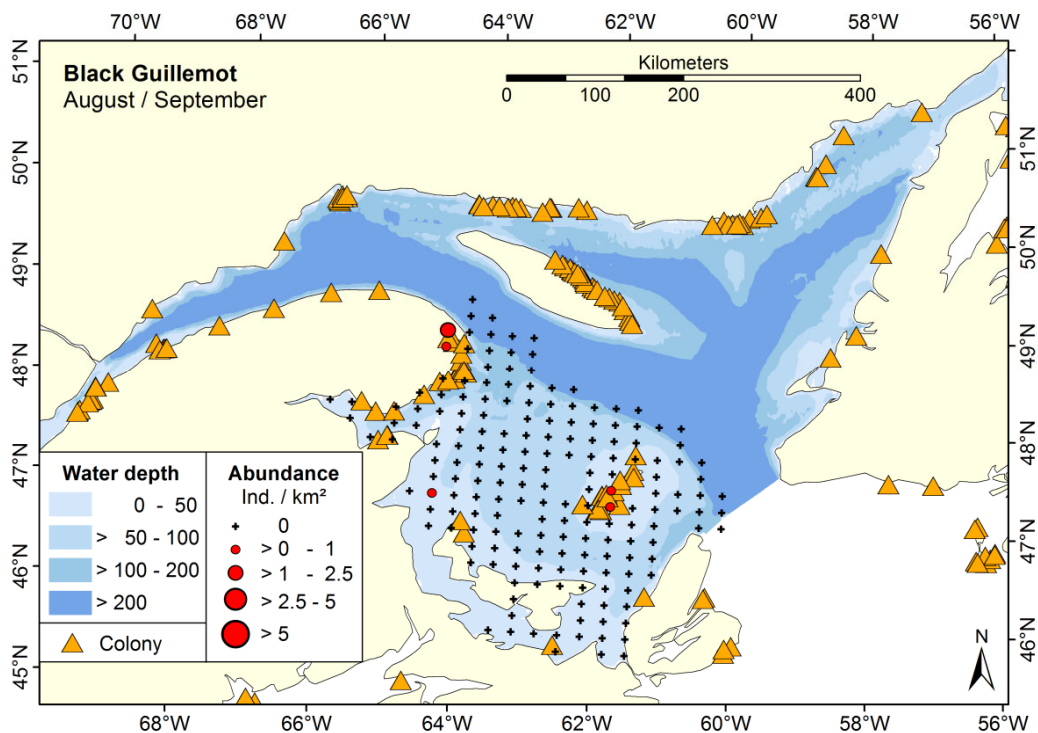 70°W 68°W 66°W 64°W 62°W 60°W 58°W 56°W
51°N
50°N
49°N
48°N
47°N
46°N
45°N
Black Guillemot
August / September
Kilometers
0 100 200 400
51°N
50°N
49°N
48°N
47°N
46°N
Water depth
0 - 50
> 50 - 100
> 100 - 200
> 200
Colony
Abundance
Ind. / km²
0
> 0 - 1
> 1 - 2.5
> 2.5 - 5
> 5
N
68°W 66°W 64°W 62°W 60°W 58°W 56°W